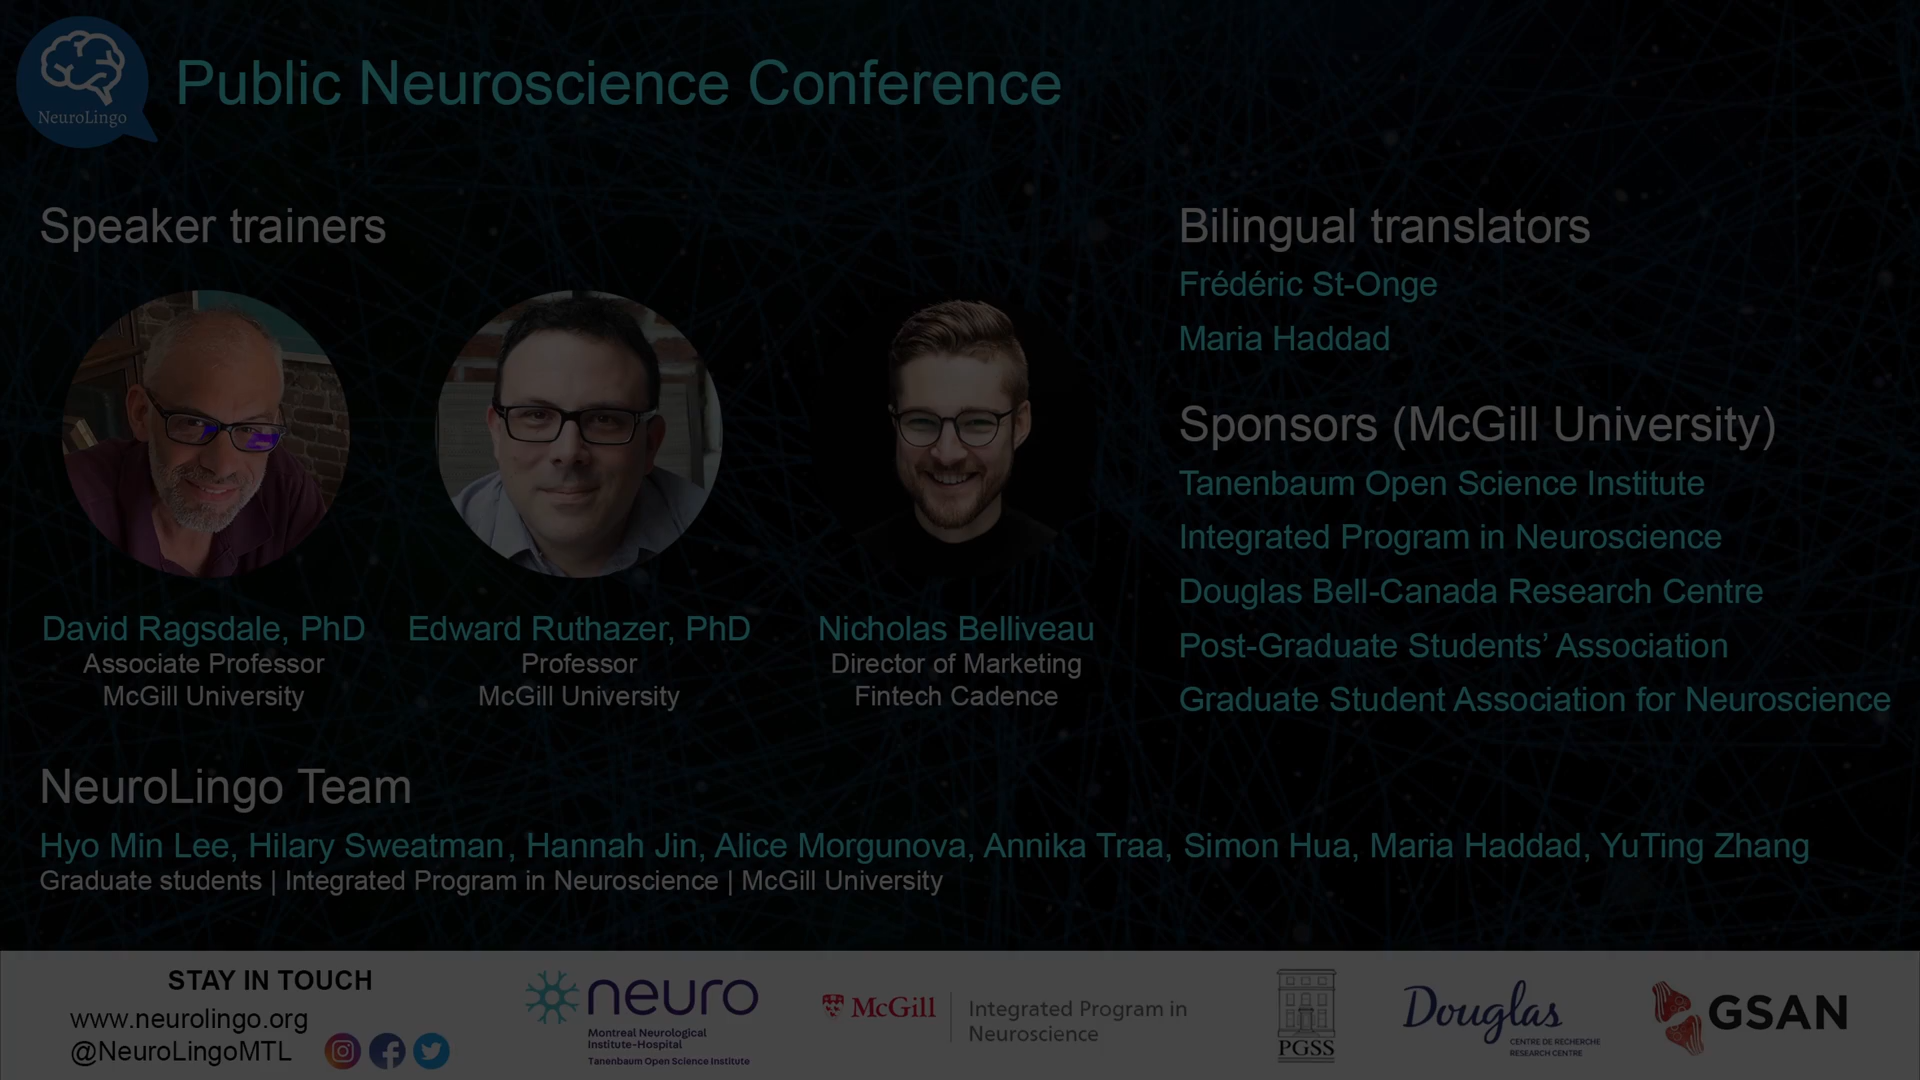 NeuroLingo
Public Neuroscience Conference
Speaker trainers
David Ragsdale, PhD
Associate Professor
McGill University
Edward Ruthazer, PhD
Professor
McGill University
Nicholas Belliveau
Director of Marketing
Fintech Cadence
Bilingual translators
Frédéric St-Onge
Maria Haddad
Sponsors (McGill University)
Tanenbaum Open Science Institute
Integrated Program in Neuroscience
Douglas Bell-Canada Research Centre
Post-Graduate Students’ Association
Graduate Student Association for Neuroscience
NeuroLingo Team
Hyo Min Lee, Hilary Sweatman, Hannah Jin, Alice Morgunova, Annika Traa, Simon Hua, Maria Haddad, YuTing Zhang
Graduate students | Integrated Program in Neuroscience | McGill University
STAY IN TOUCH
www.neurolingo.org
@NeuroLingoMTL
neuro
Montreal Neurological
Institute-Hospital
Tanenbaum Open Science Institute
McGill
Integrated Program in
Neuroscience
PGSS
Douglas
CENTRE DE RECHERCHE
RESEARCH CENTRE
GSAN